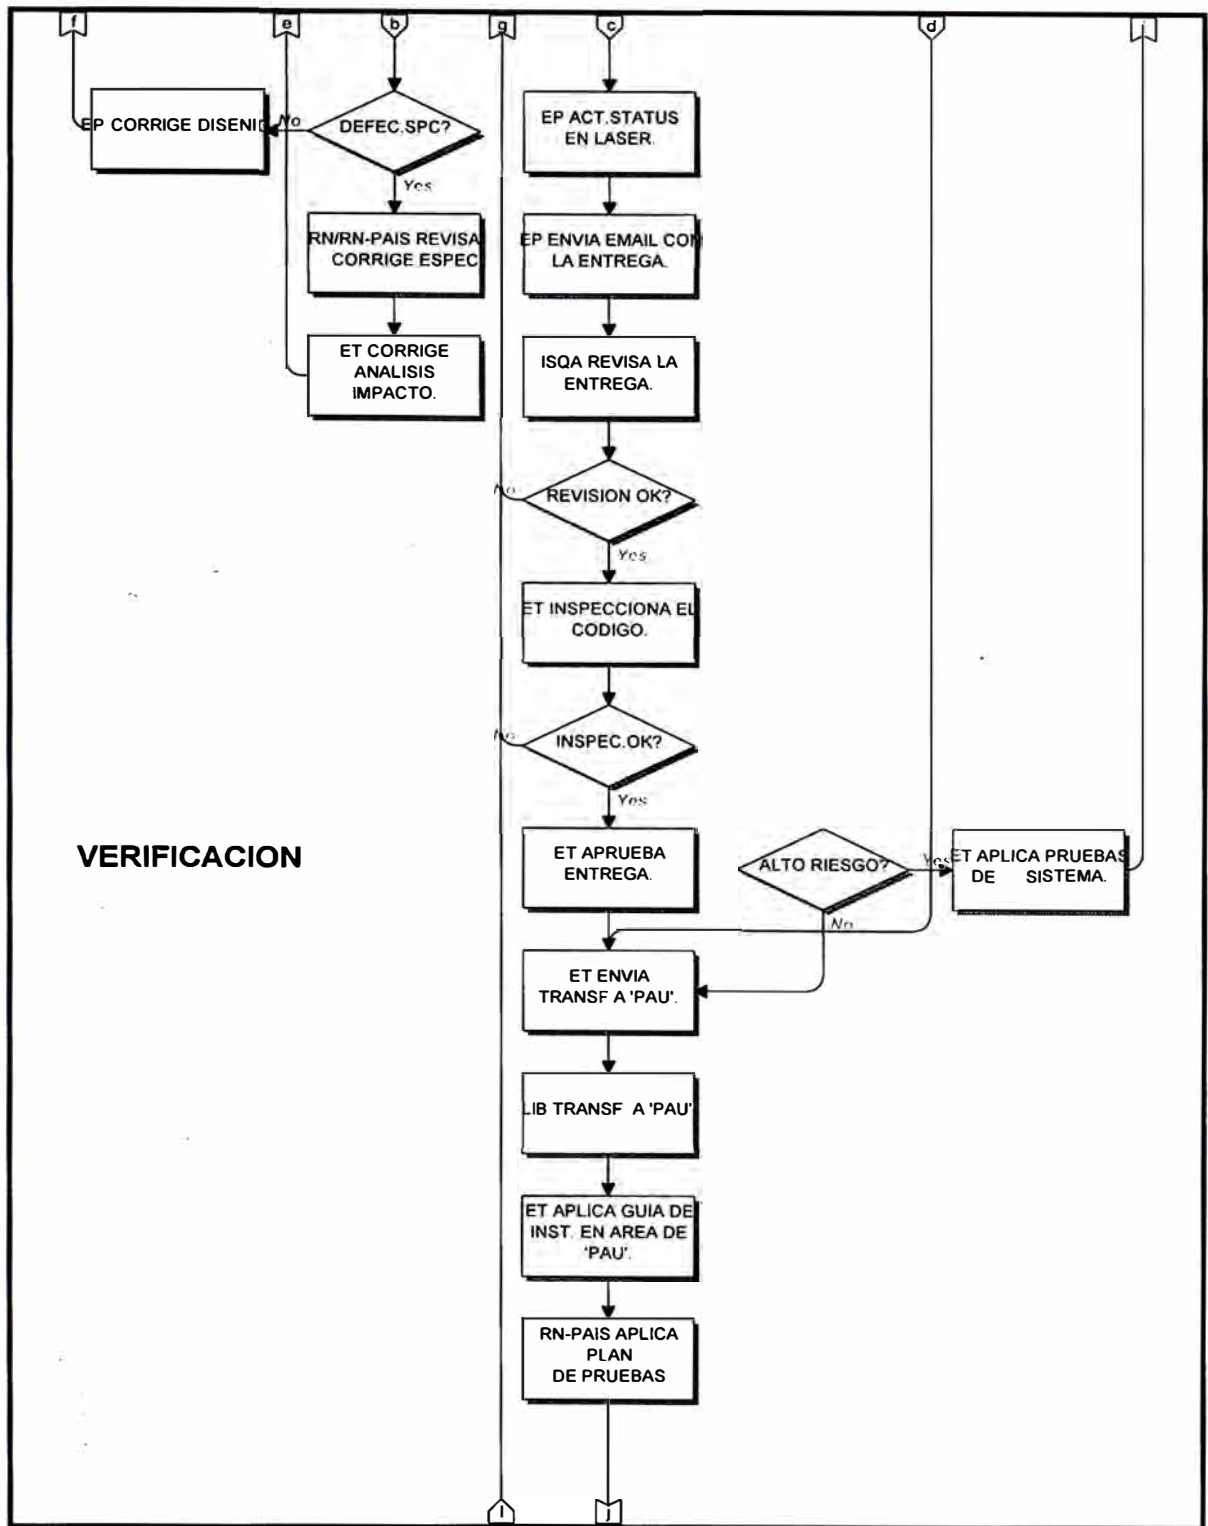 f
e
b
g
c
d
i
EP CORRIGE DISENIO
No
DEFEC.SPC?
Yes
RN/RN-PAIS REVISA
CORRIGE ESPEC
ET CORRIGE
ANALISIS
IMPACTO.
EP ACT.STATUS
EN LASER.
EP ENVIA EMAIL CON
LA ENTREGA.
ISQA REVISA LA
ENTREGA.
REVISION OK?
No
Yes
ET INSPECCIONA EL
CODIGO.
INSPEC.OK?
No
Yes
VERIFICACION
ET APRUEBA
ENTREGA.
ALTO RIESGO?
Yes
ET APLICA PRUEBAS
DE SISTEMA.
No
ET ENVIA
TRANSF A 'PAU'.
LIB TRANSF A 'PAU'
ET APLICA GUIA DE
INST. EN AREA DE
'PAU'.
RN-PAIS APLICA
PLAN
DE PRUEBAS
j